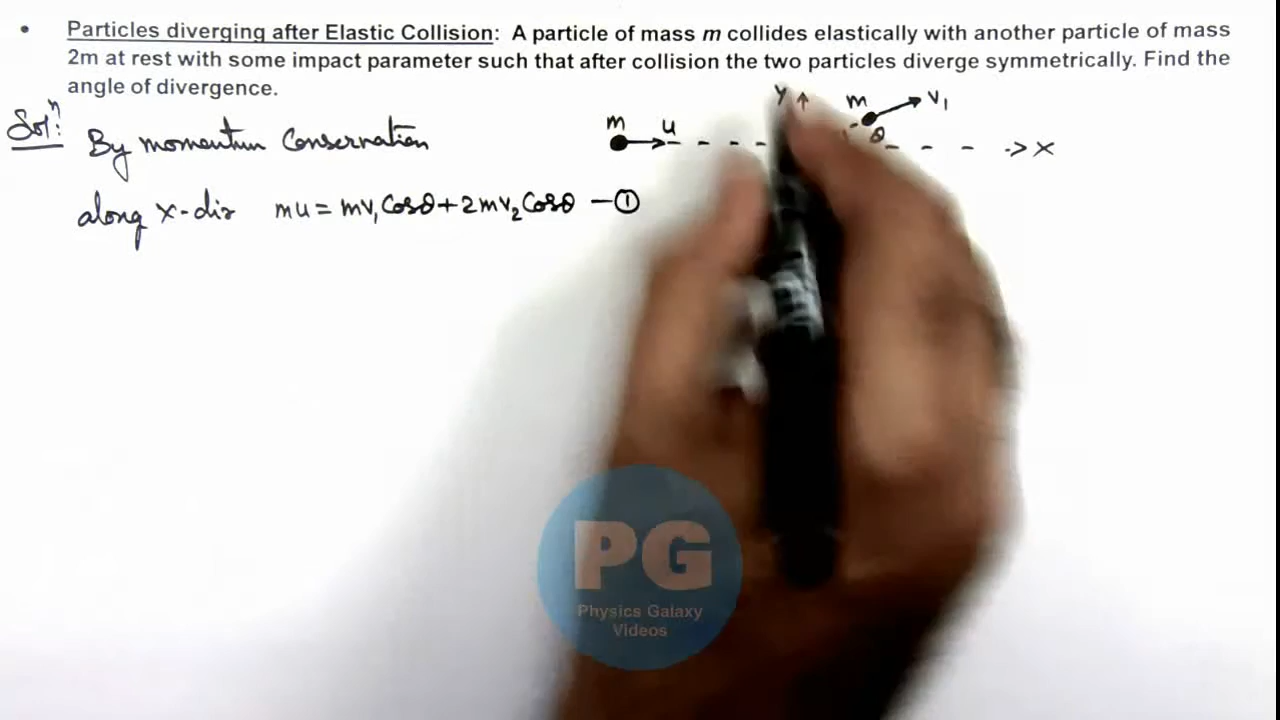 • Particles diverging after Elastic Collision: A particle of mass m collides elastically with another particle of mass
2m at rest with some impact parameter such that after collision the two particles diverge symmetrically. Find the
angle of divergence.
Solⁿ:
By momentum Conservation
along x-dir mu = mv₁Cosθ + 2mv₂Cosθ —①
m
u
y
m
v₁
θ
x
PG
Physics Galaxy
Videos